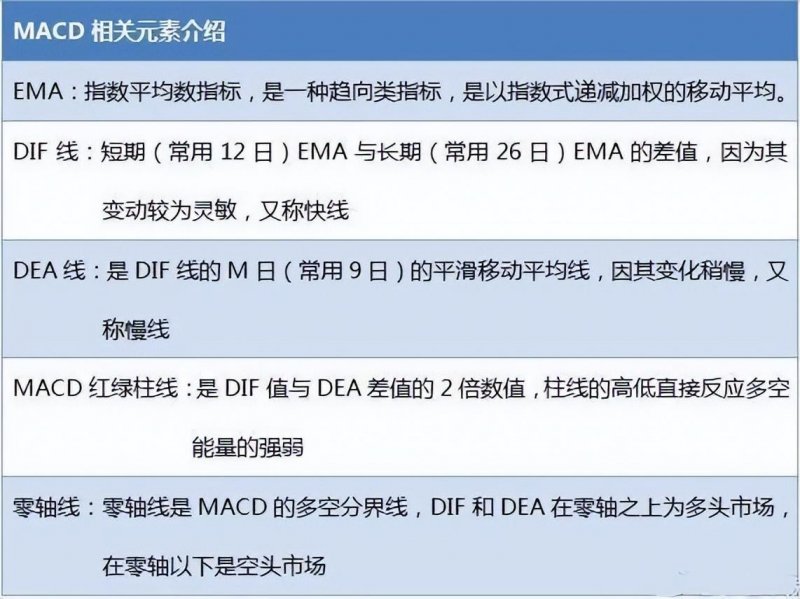 MACD 相关元素介绍
EMA：指数平均数指标，是一种趋向类指标，是以指数式递减加权的移动平均。
DIF 线：短期（常用 12 日）EMA 与长期（常用 26 日）EMA 的差值，因为其
变动较为灵敏，又称快线
DEA 线：是 DIF 线的 M 日（常用 9 日）的平滑移动平均线，因其变化稍慢，又
称慢线
MACD 红绿柱线：是 DIF 值与 DEA 差值的 2 倍数值，柱线的高低直接反应多空
能量的强弱
零轴线：零轴线是 MACD 的多空分界线，DIF 和 DEA 在零轴之上为多头市场，
在零轴以下是空头市场